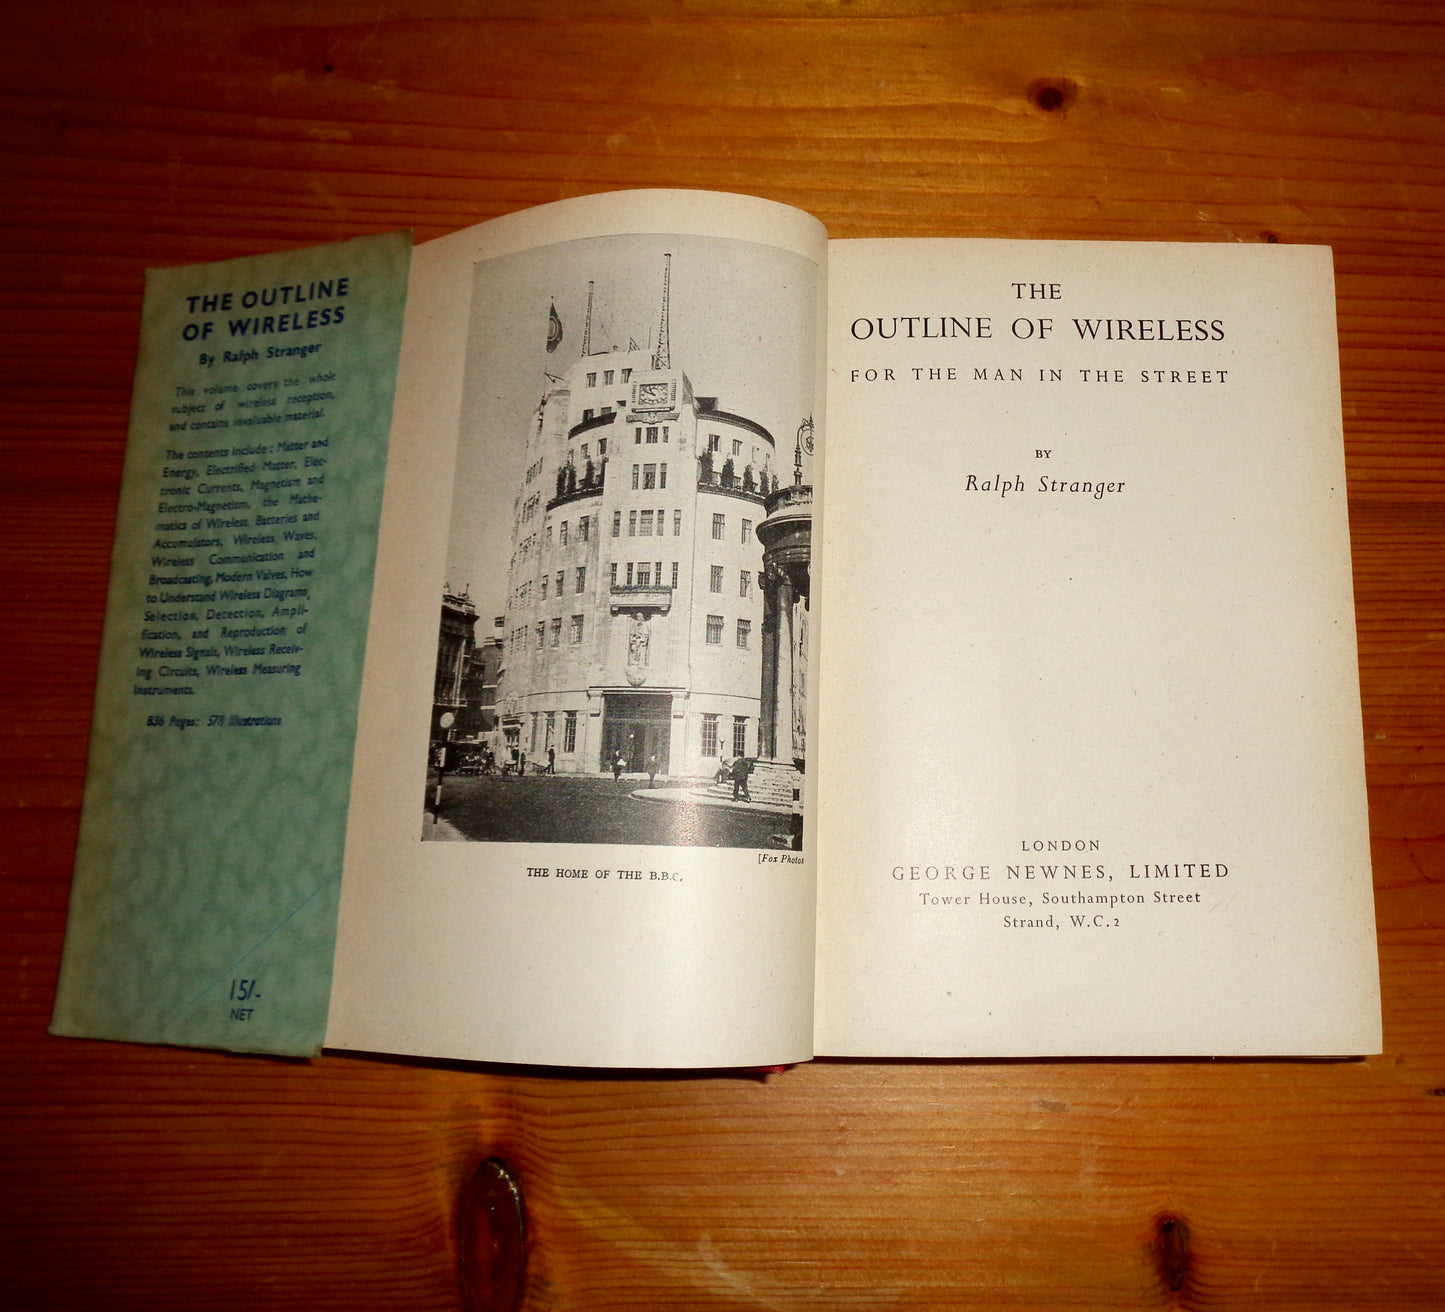 THE OUTLINE
OF WIRELESS
By Ralph Stranger
This volume covers the whole
subject of wireless reception,
and contains invaluable material.
The contents include: Matter and
Energy, Electrified Matter, Elec-
tronic Currents, Magnetism and
Electro-Magnetism, the Mathe-
matics of Wireless, Batteries and
Accumulators, Wireless Waves,
Wireless Communication and
Broadcasting, Modern Valves, How
to Understand Wireless Diagrams,
Selection, Detection, Ampli-
fication, and Reproduction of
Wireless Signals, Wireless Receiv-
ing Circuits, Wireless Measuring
Instruments.
836 Pages: 578 Illustrations
15/-
NET
[Fox Photos
THE HOME OF THE B.B.C.
THE
OUTLINE OF WIRELESS
FOR THE MAN IN THE STREET
BY
Ralph Stranger
LONDON
GEORGE NEWNES, LIMITED
Tower House, Southampton Street
Strand, W.C.2